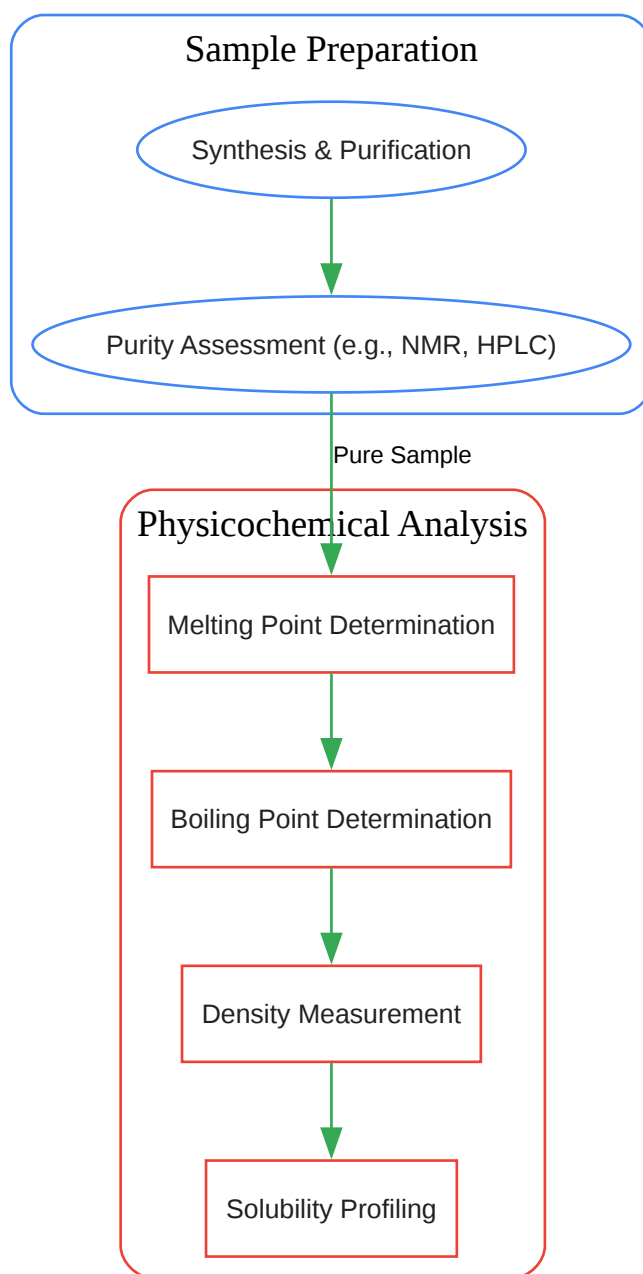 Sample Preparation
Synthesis & Purification
Purity Assessment (e.g., NMR, HPLC)
Pure Sample
Physicochemical Analysis
Melting Point Determination
Boiling Point Determination
Density Measurement
Solubility Profiling